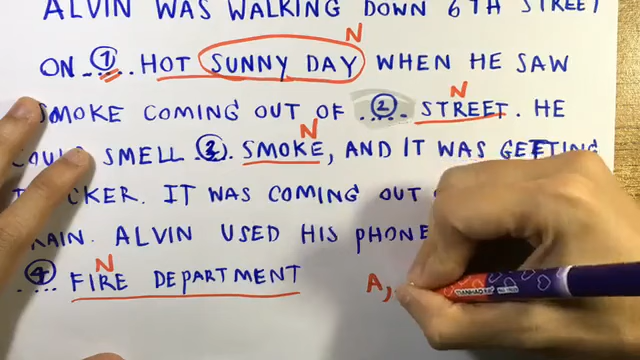 ALVIN WAS WALKING DOWN 6TH STREET
N
ON ..①.. HOT SUNNY DAY WHEN HE SAW
N
SMOKE COMING OUT OF ..②.. STREET. HE
N
SMELL ..③.. SMOKE, AND IT WAS GETTING
IT WAS COMING OUT
ALVIN USED HIS PHONE
N
..④.. FIRE DEPARTMENT A,